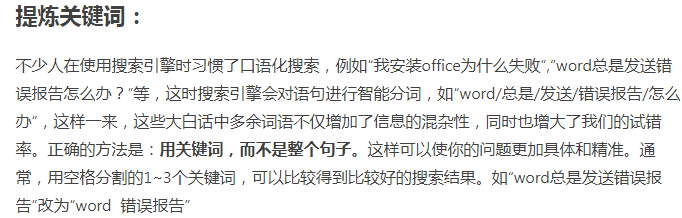 提炼关键词：
不少人在使用搜索引擎时习惯了口语化搜索，例如“我安装office为什么失败”,“word总是发送错
误报告怎么办？”等，这时搜索引擎会对语句进行智能分词，如“word/总是/发送/错误报告/怎么
办”，这样一来，这些大白话中多余词语不仅增加了信息的混杂性，同时也增大了我们的试错
率。正确的方法是：用关键词，而不是整个句子。这样可以使你的问题更加具体和精准。通
常，用空格分割的1~3个关键词，可以比较得到比较好的搜索结果。如“word总是发送错误报
告”改为“word  错误报告”